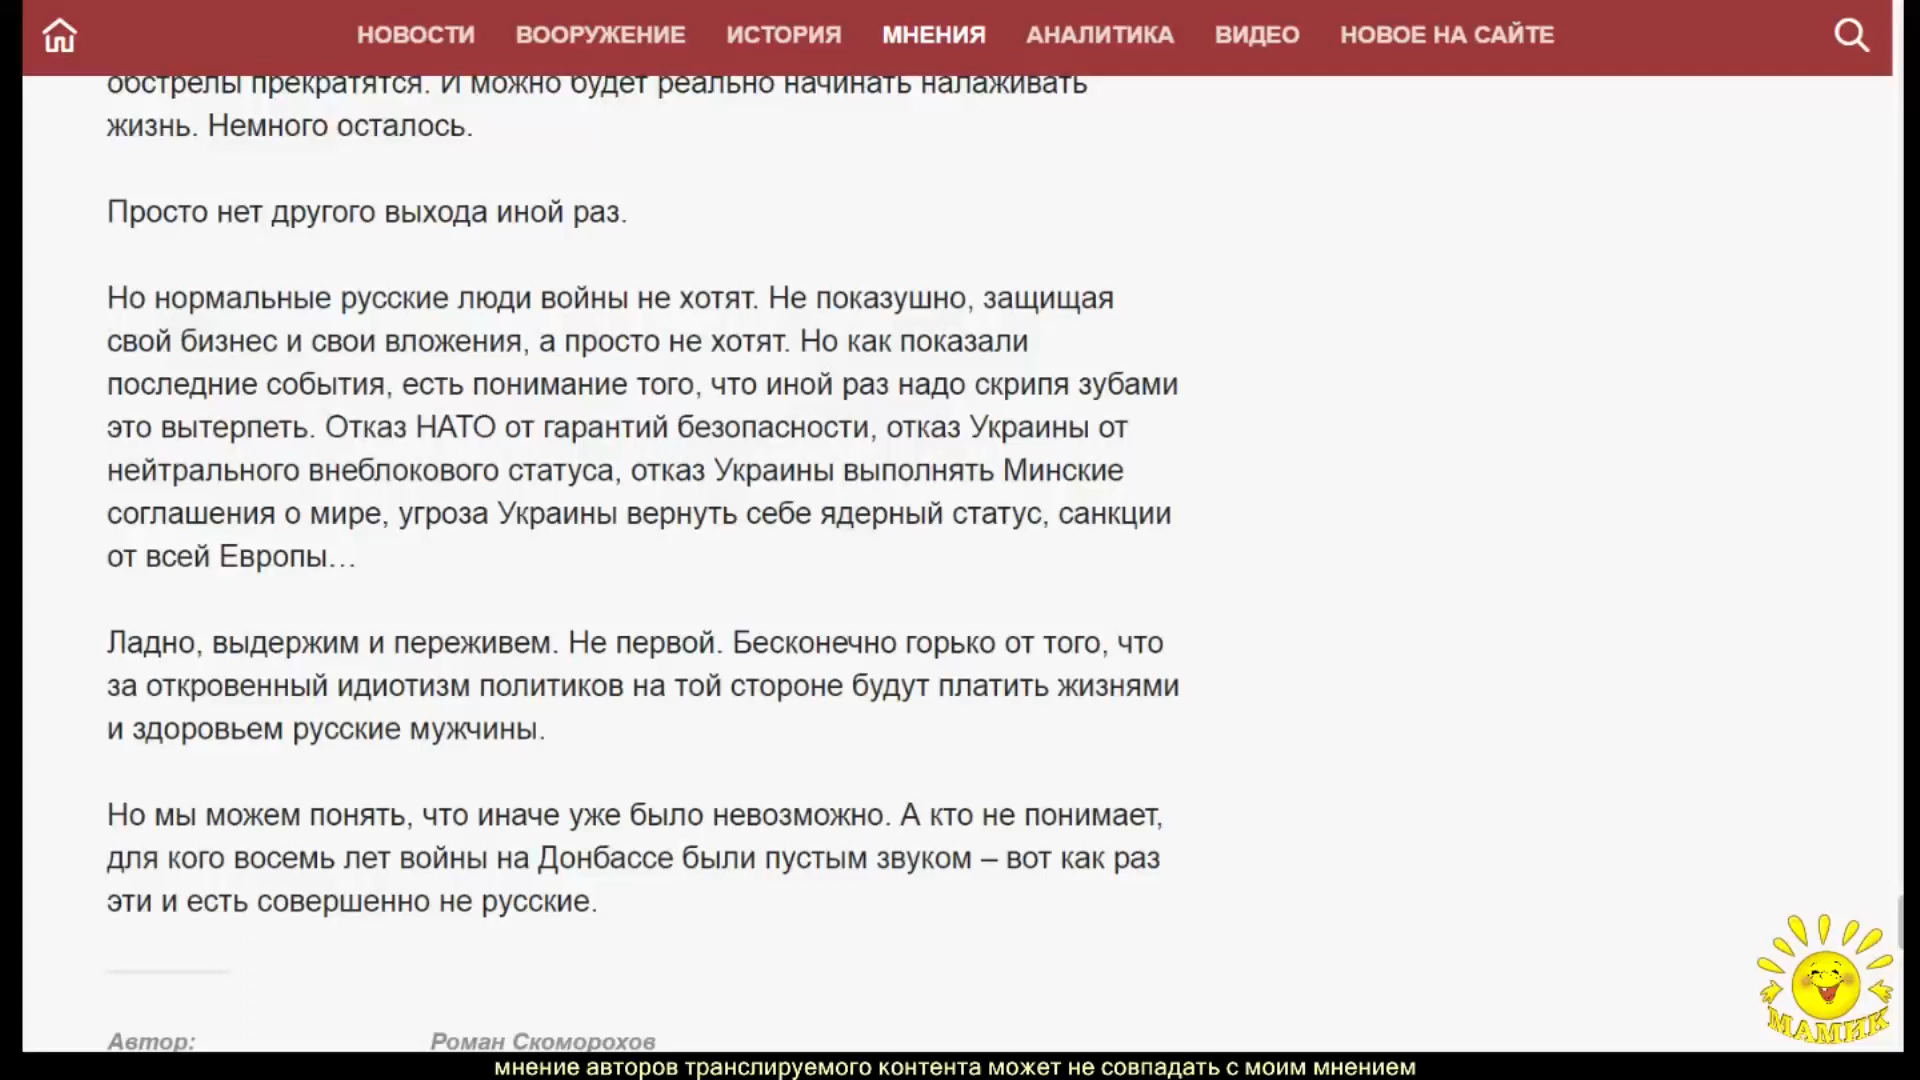 НОВОСТИ ВООРУЖЕНИЕ ИСТОРИЯ МНЕНИЯ АНАЛИТИКА ВИДЕО НОВОЕ НА САЙТЕ
обстрелы прекратятся. И можно будет реально начинать налаживать
жизнь. Немного осталось.
Просто нет другого выхода иной раз.
Но нормальные русские люди войны не хотят. Не показушно, защищая
свой бизнес и свои вложения, а просто не хотят. Но как показали
последние события, есть понимание того, что иной раз надо скрипя зубами
это вытерпеть. Отказ НАТО от гарантий безопасности, отказ Украины от
нейтрального внеблокового статуса, отказ Украины выполнять Минские
соглашения о мире, угроза Украины вернуть себе ядерный статус, санкции
от всей Европы…
Ладно, выдержим и переживем. Не первой. Бесконечно горько от того, что
за откровенный идиотизм политиков на той стороне будут платить жизнями
и здоровьем русские мужчины.
Но мы можем понять, что иначе уже было невозможно. А кто не понимает,
для кого восемь лет войны на Донбассе были пустым звуком – вот как раз
эти и есть совершенно не русские.
Автор: Роман Скоморохов
МАМИК
мнение авторов транслируемого контента может не совпадать с моим мнением